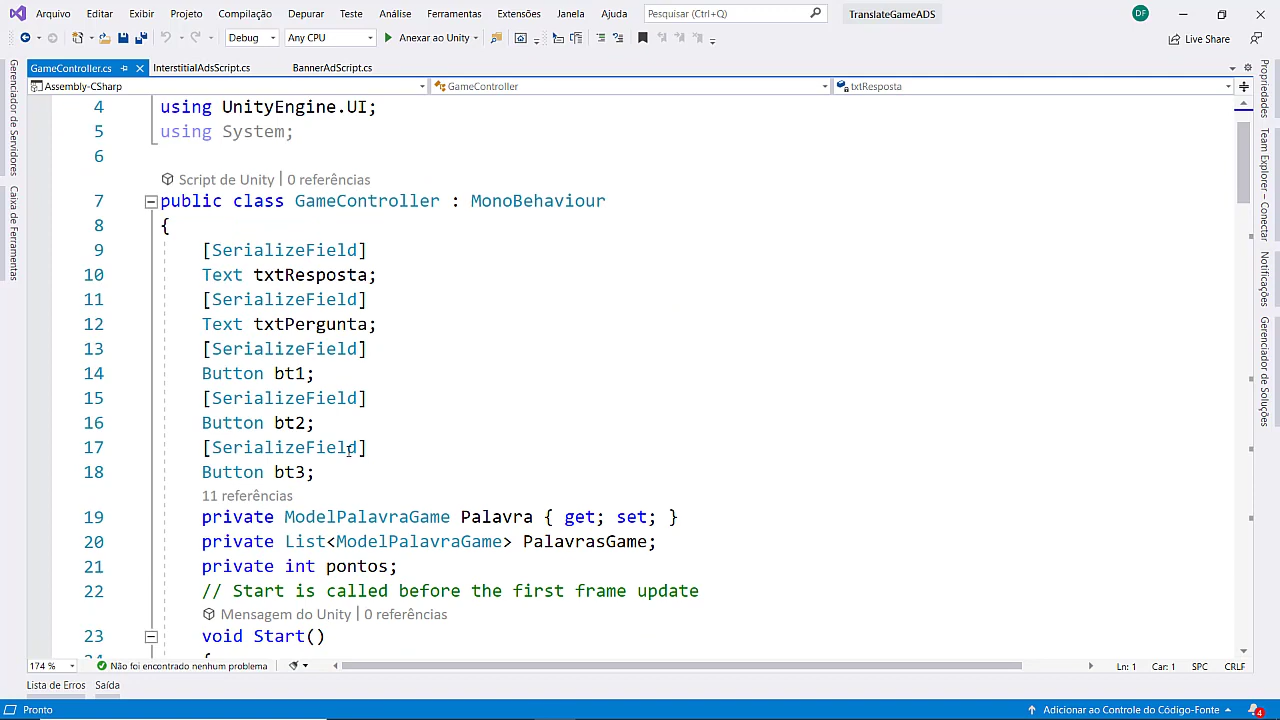 Arquivo Editar Exibir Projeto Compilação Depurar Teste Análise Ferramentas Extensões Janela Ajuda Pesquisar (Ctrl+Q) TranslateGameADS DF
Debug Any CPU Anexar ao Unity Live Share
GameController.cs InterstitialAdsScript.cs BannerAdScript.cs
Assembly-CSharp GameController txtResposta
Gerenciador de Servidores
Caixa de Ferramentas
4 using UnityEngine.UI;
5 using System;
6
Script de Unity | 0 referências
7 public class GameController : MonoBehaviour
8 {
9 [SerializeField]
10 Text txtResposta;
11 [SerializeField]
12 Text txtPergunta;
13 [SerializeField]
14 Button bt1;
15 [SerializeField]
16 Button bt2;
17 [SerializeField]
18 Button bt3;
11 referências
19 private ModelPalavraGame Palavra { get; set; }
20 private List<ModelPalavraGame> PalavrasGame;
21 private int pontos;
22 // Start is called before the first frame update
Mensagem do Unity | 0 referências
23 void Start()
Propriedades
Team Explorer - Conectar
Notificações
Gerenciador de Soluções
174 % Não foi encontrado nenhum problema Ln: 1 Car: 1 SPC CRLF
Lista de Erros Saída
Pronto Adicionar ao Controle do Código-Fonte 4